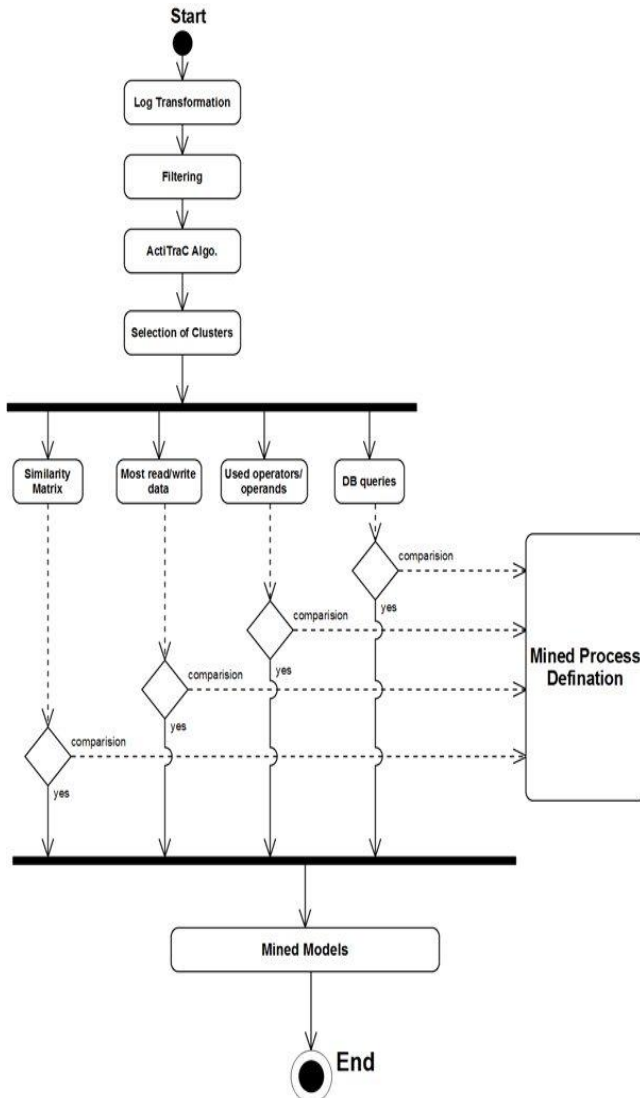 Start
Log Transformation
Filtering
ActiTraC Algo.
Selection of Clusters
Similarity
Matrix
Most read/write
data
Used operators/
operands
DB queries
comparision
yes
comparision
yes
comparision
yes
comparision
yes
Mined Process
Defination
Mined Models
End